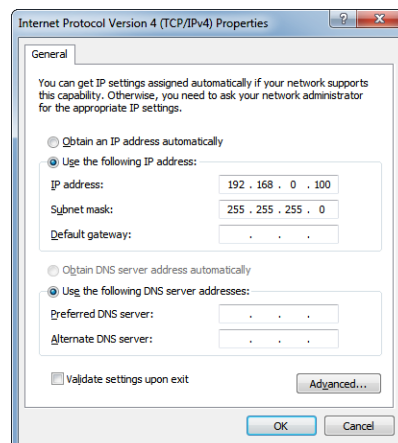 Internet Protocol Version 4 (TCP/IPv4) Properties
General
You can get IP settings assigned automatically if your network supports
this capability. Otherwise, you need to ask your network administrator
for the appropriate IP settings.
Obtain an IP address automatically
Use the following IP address:
IP address: 192 . 168 . 0 . 100
Subnet mask: 255 . 255 . 255 . 0
Default gateway: . . .
Obtain DNS server address automatically
Use the following DNS server addresses:
Preferred DNS server: . . .
Alternate DNS server: . . .
Validate settings upon exit
Advanced...
OK Cancel